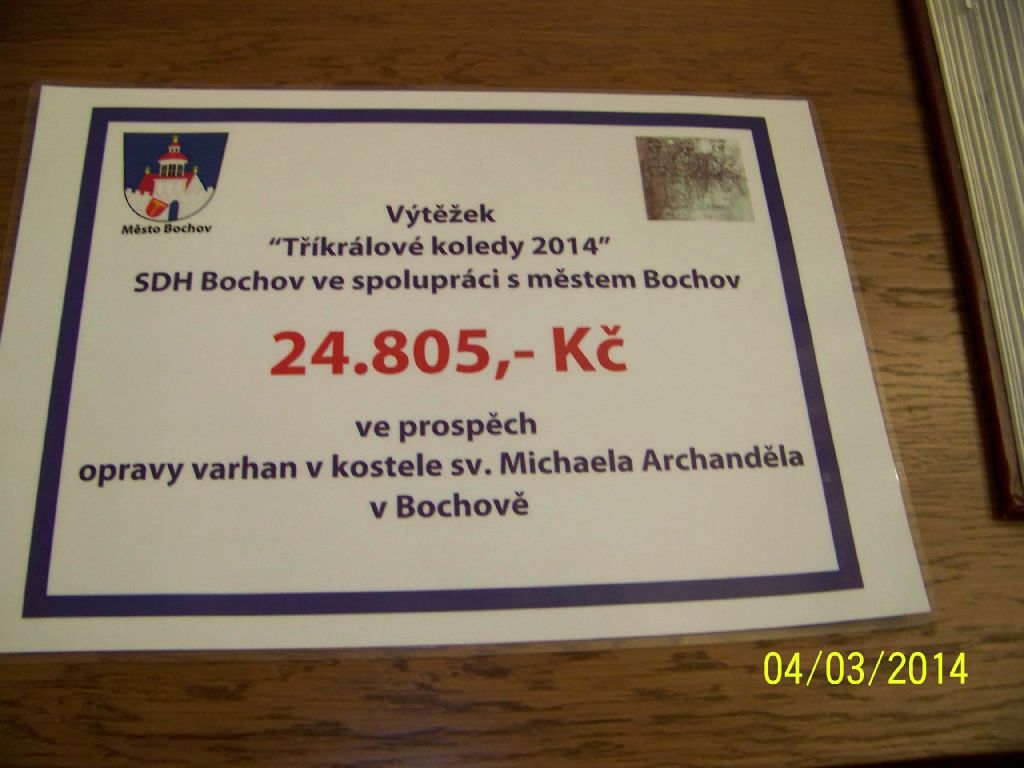 Město Bochov
Výtěžek
“Tříkrálové koledy 2014”
SDH Bochov ve spolupráci s městem Bochov
24.805,- Kč
ve prospěch
opravy varhan v kostele sv. Michaela Archanděla
v Bochově
04/03/2014